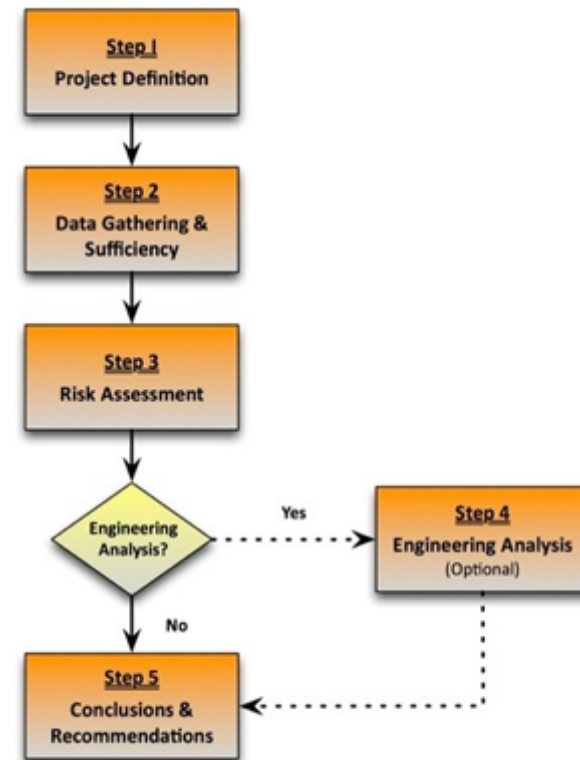 Step 1
Project Definition
Step 2
Data Gathering &
Sufficiency
Step 3
Risk Assessment
Engineering
Analysis?
Yes
Step 4
Engineering Analysis
(Optional)
No
Step 5
Conclusions &
Recommendations